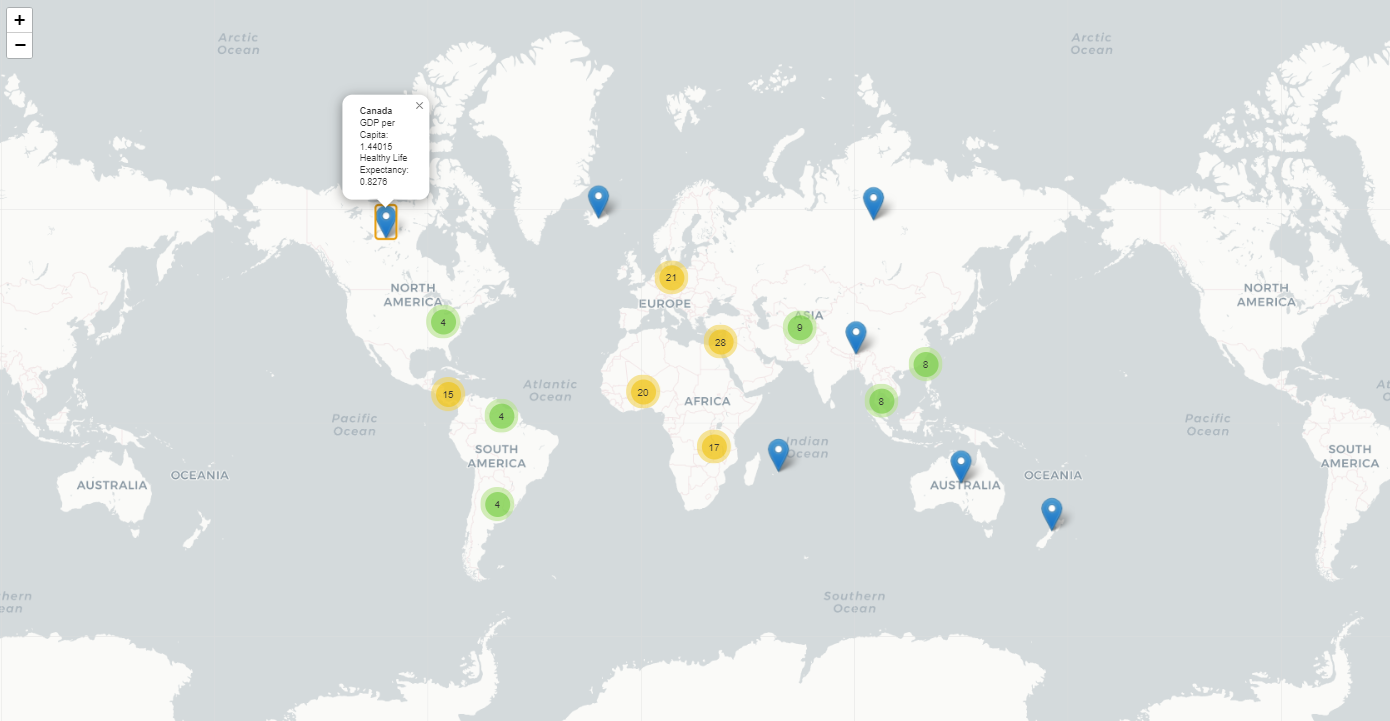 +
−
Arctic
Ocean
Arctic
Ocean
×
Canada
GDP per
Capita:
1.44015
Healthy Life
Expectancy:
0.8276
21
NORTH
AMERICA
EUROPE
ASIA
NORTH
AMERICA
4
9
28
8
Atlantic
Ocean
15
20
AFRICA
8
4
Pacific
Ocean
Pacific
Ocean
17
Indian
Ocean
SOUTH
AMERICA
SOUTH
AMERICA
OCEANIA
OCEANIA
AUSTRALIA
AUSTRALIA
4
hern
ean
Southern
Ocean